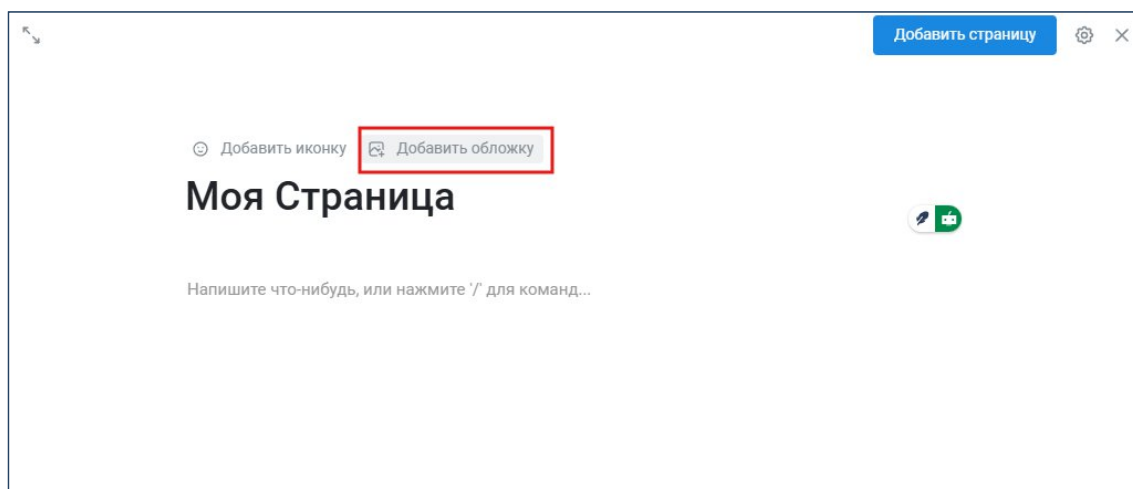 Добавить страницу
Добавить иконку Добавить обложку
Моя Страница
Напишите что-нибудь, или нажмите '/' для команд...